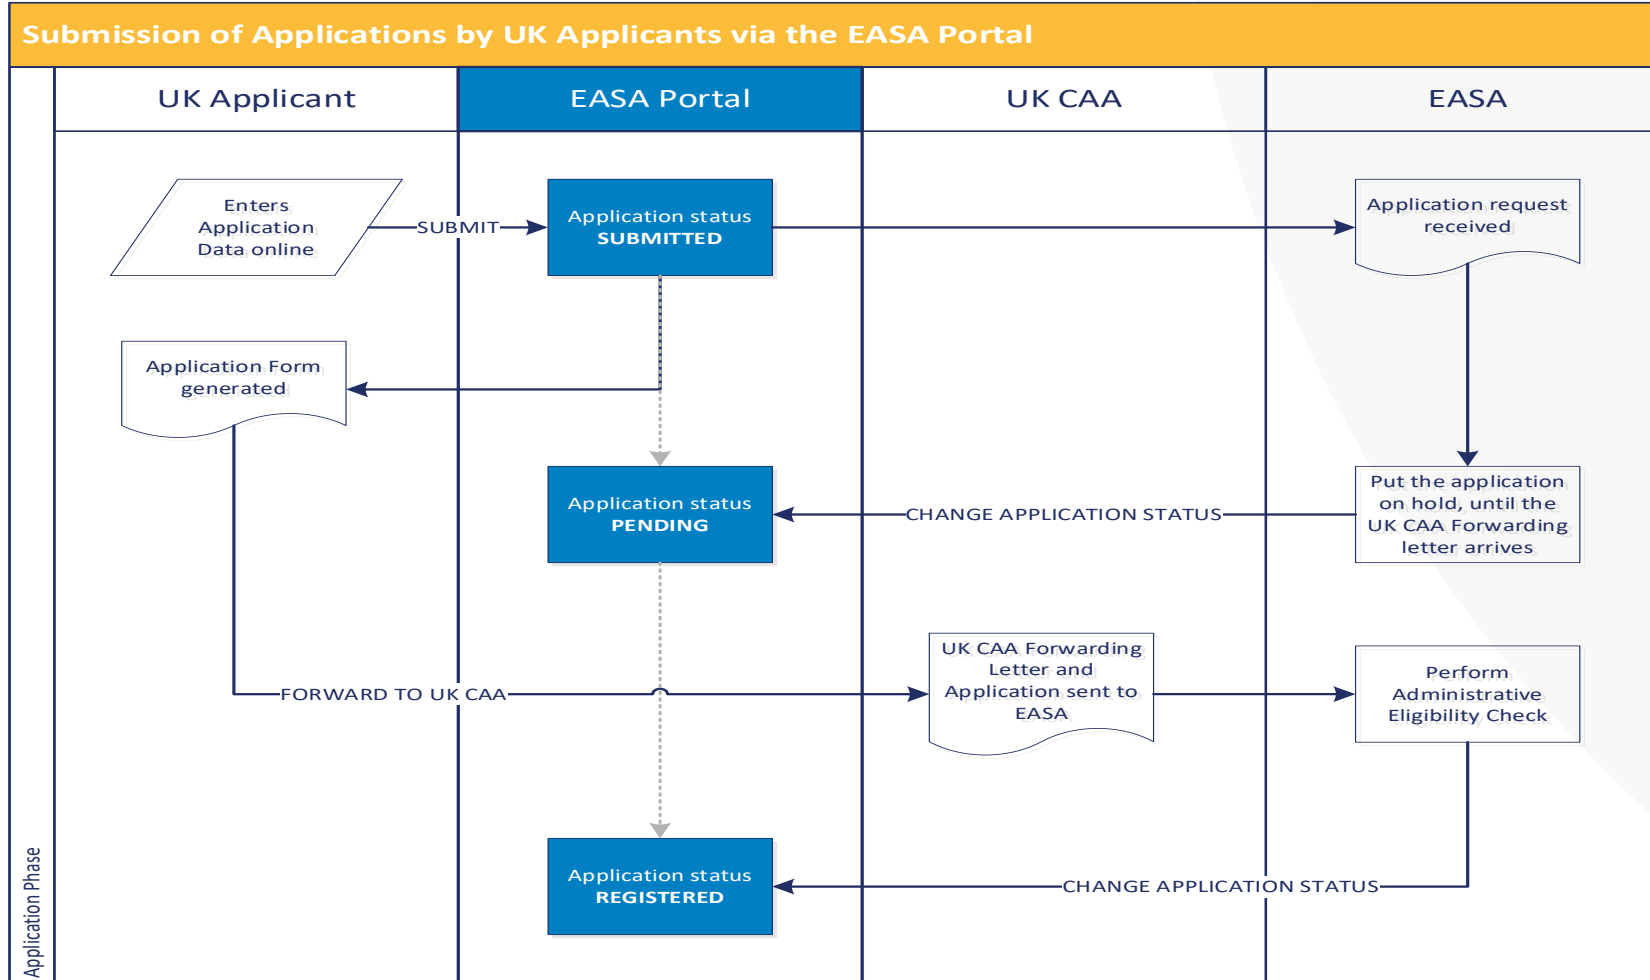 Submission of Applications by UK Applicants via the EASA Portal
UK Applicant
EASA Portal
UK CAA
EASA
Enters
Application
Data online
SUBMIT
Application status
SUBMITTED
Application request
received
Application Form
generated
Application status
PENDING
CHANGE APPLICATION STATUS
Put the application
on hold, until the
UK CAA Forwarding
letter arrives
FORWARD TO UK CAA
UK CAA Forwarding
Letter and
Application sent to
EASA
Perform
Administrative
Eligibility Check
Application status
REGISTERED
CHANGE APPLICATION STATUS
Application Phase